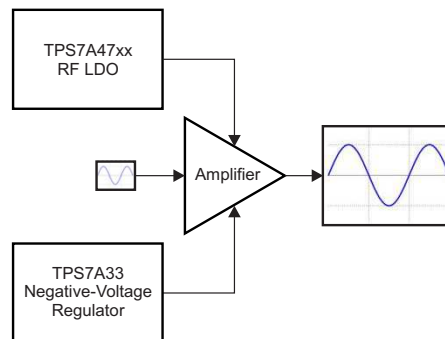 TPS7A47xx
RF LDO
Amplifier
TPS7A33
Negative-Voltage
Regulator